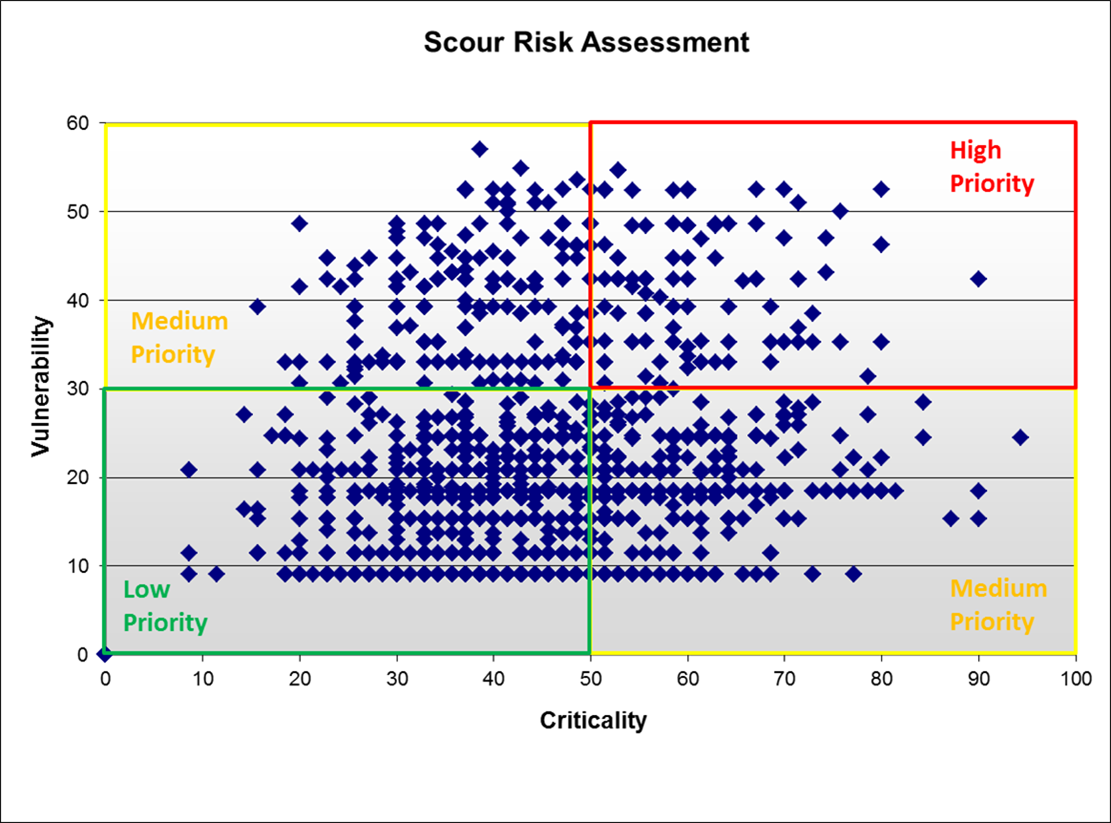 Scour Risk Assessment
60
High
Priority
50
40
Medium
Priority
30
20
10
Low
Priority
Medium
Priority
0
0 10 20 30 40 50 60 70 80 90 100
Vulnerability
Criticality